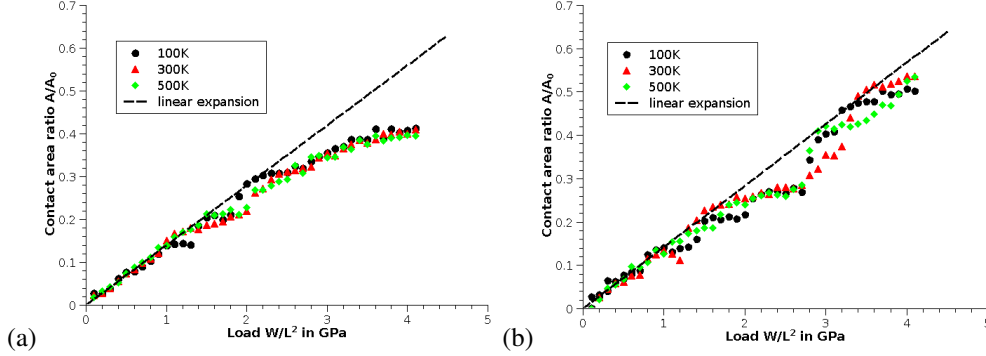 0.7
0.6
0.5
0.4
0.3
0.2
0.1
0
Contact area ratio A/A₀
100K
300K
500K
linear expansion
0 1 2 3 4 5
Load W/L² in GPa
(a)
0.7
0.6
0.5
0.4
0.3
0.2
0.1
0
Contact area ratio A/A₀
100K
300K
500K
linear expansion
0 1 2 3 4 5
Load W/L² in GPa
(b)